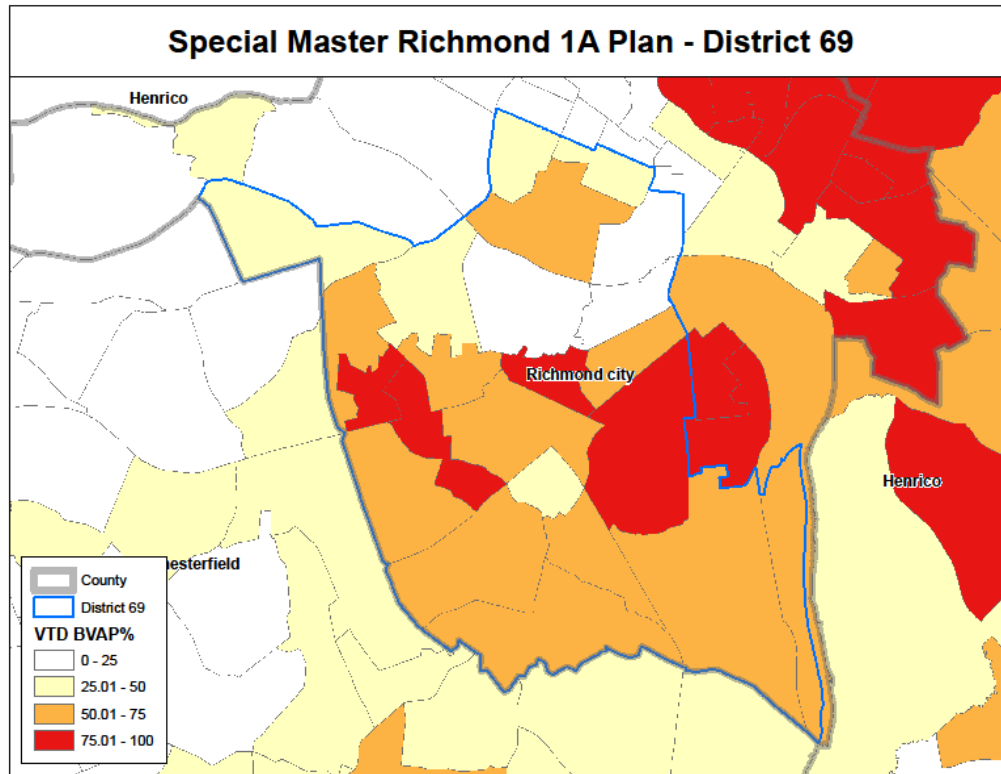 Special Master Richmond 1A Plan - District 69
Henrico
Richmond city
Henrico
hesterfield
County
District 69
VTD BVAP%
0 - 25
25.01 - 50
50.01 - 75
75.01 - 100